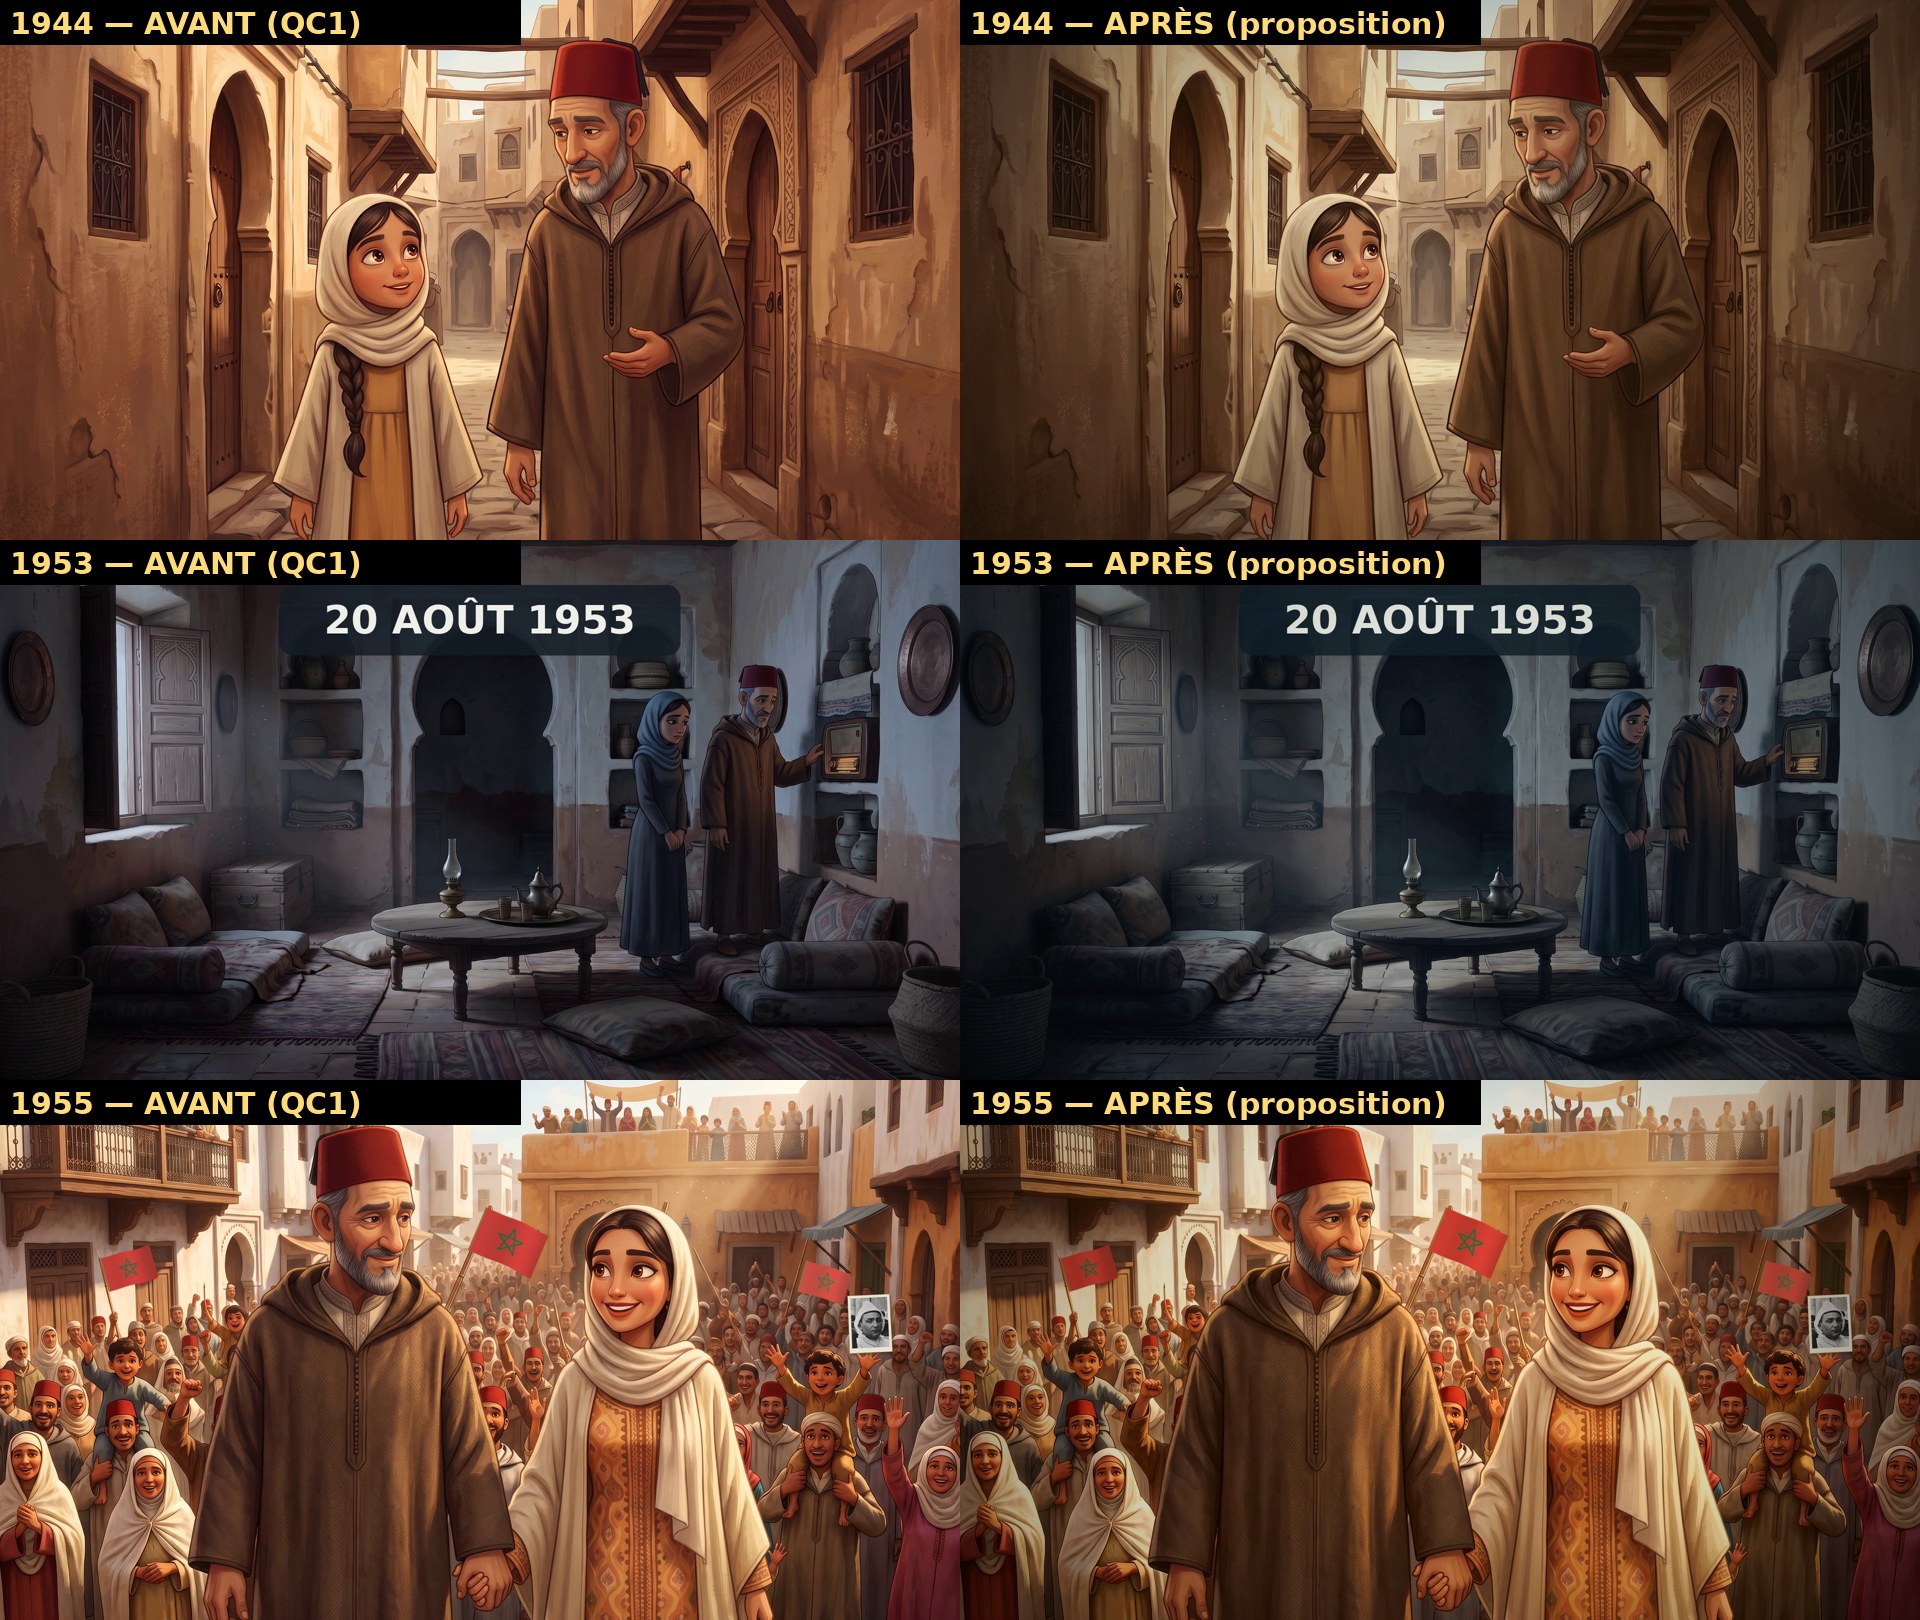 1944 — AVANT (QC1)
1944 — APRÈS (proposition)
1953 — AVANT (QC1)
1953 — APRÈS (proposition)
20 AOÛT 1953
20 AOÛT 1953
1955 — AVANT (QC1)
1955 — APRÈS (proposition)